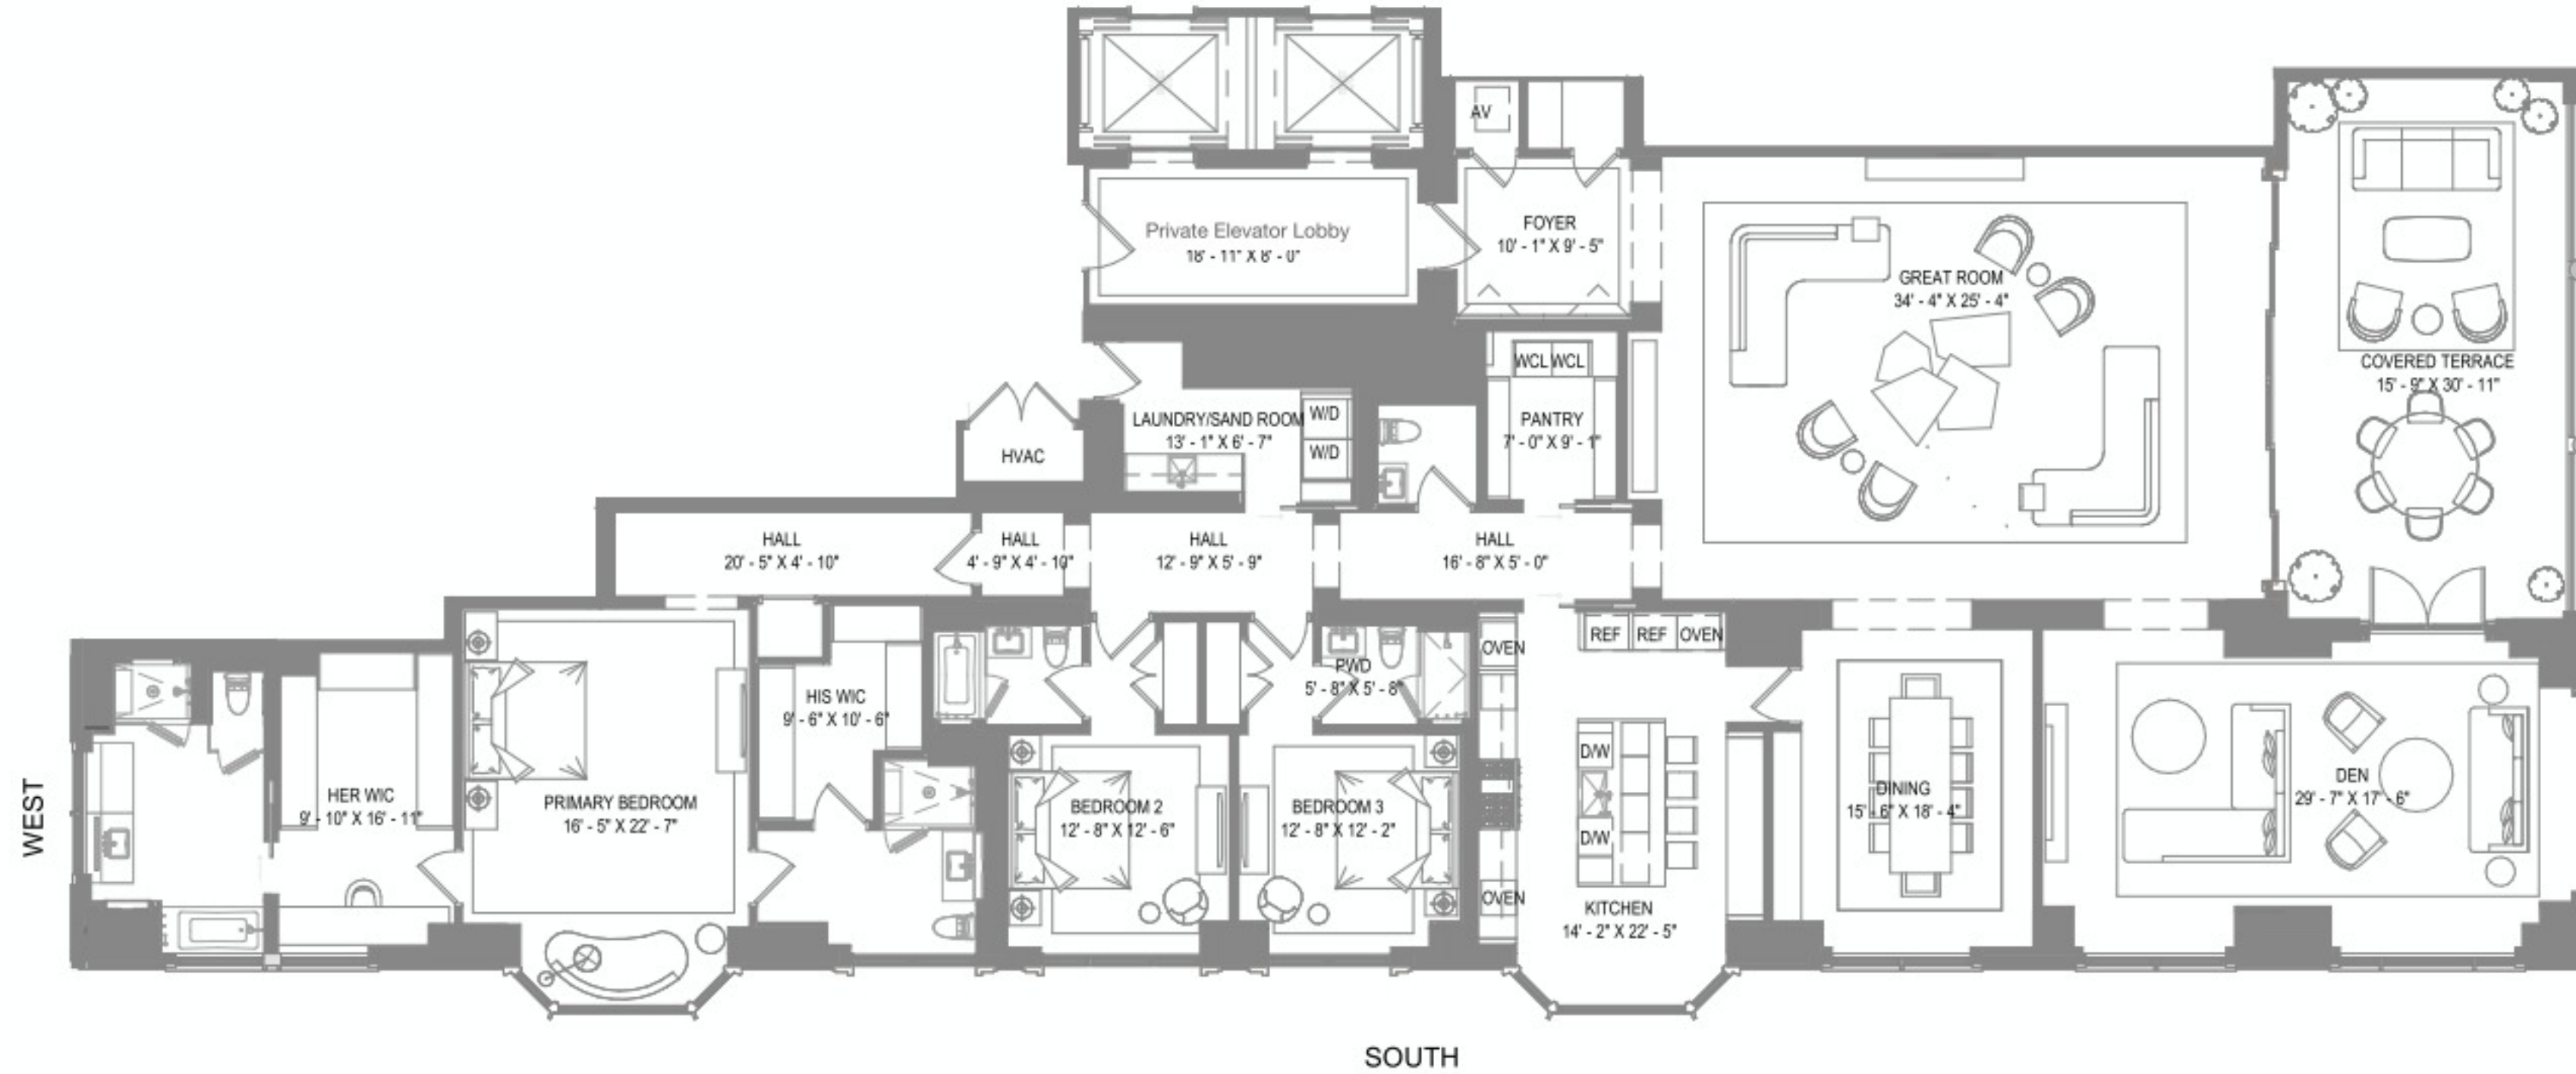 AV
Private Elevator Lobby
18' - 11" X 8' - 0"
FOYER
10' - 1" X 9' - 5"
GREAT ROOM
34' - 4" X 25' - 4"
COVERED TERRACE
15' - 9" X 30' - 11"
WCL WCL
LAUNDRY/SAND ROOM
13' - 1" X 6' - 7"
W/D
W/D
PANTRY
7' - 0" X 9' - 1"
HVAC
HALL
20' - 5" X 4' - 10"
HALL
4' - 9" X 4' - 10"
HALL
12' - 9" X 5' - 9"
HALL
16' - 8" X 5' - 0"
OVEN
REF REF OVEN
PWD
5' - 8" X 5' - 8"
HIS WIC
9' - 6" X 10' - 6"
HER WIC
9' - 10" X 16' - 11"
PRIMARY BEDROOM
16' - 5" X 22' - 7"
BEDROOM 2
12' - 8" X 12' - 6"
BEDROOM 3
12' - 8" X 12' - 2"
D/W
D/W
OVEN
KITCHEN
14' - 2" X 22' - 5"
DINING
15' - 6" X 18' - 4"
DEN
29' - 7" X 17' - 6"
WEST
SOUTH